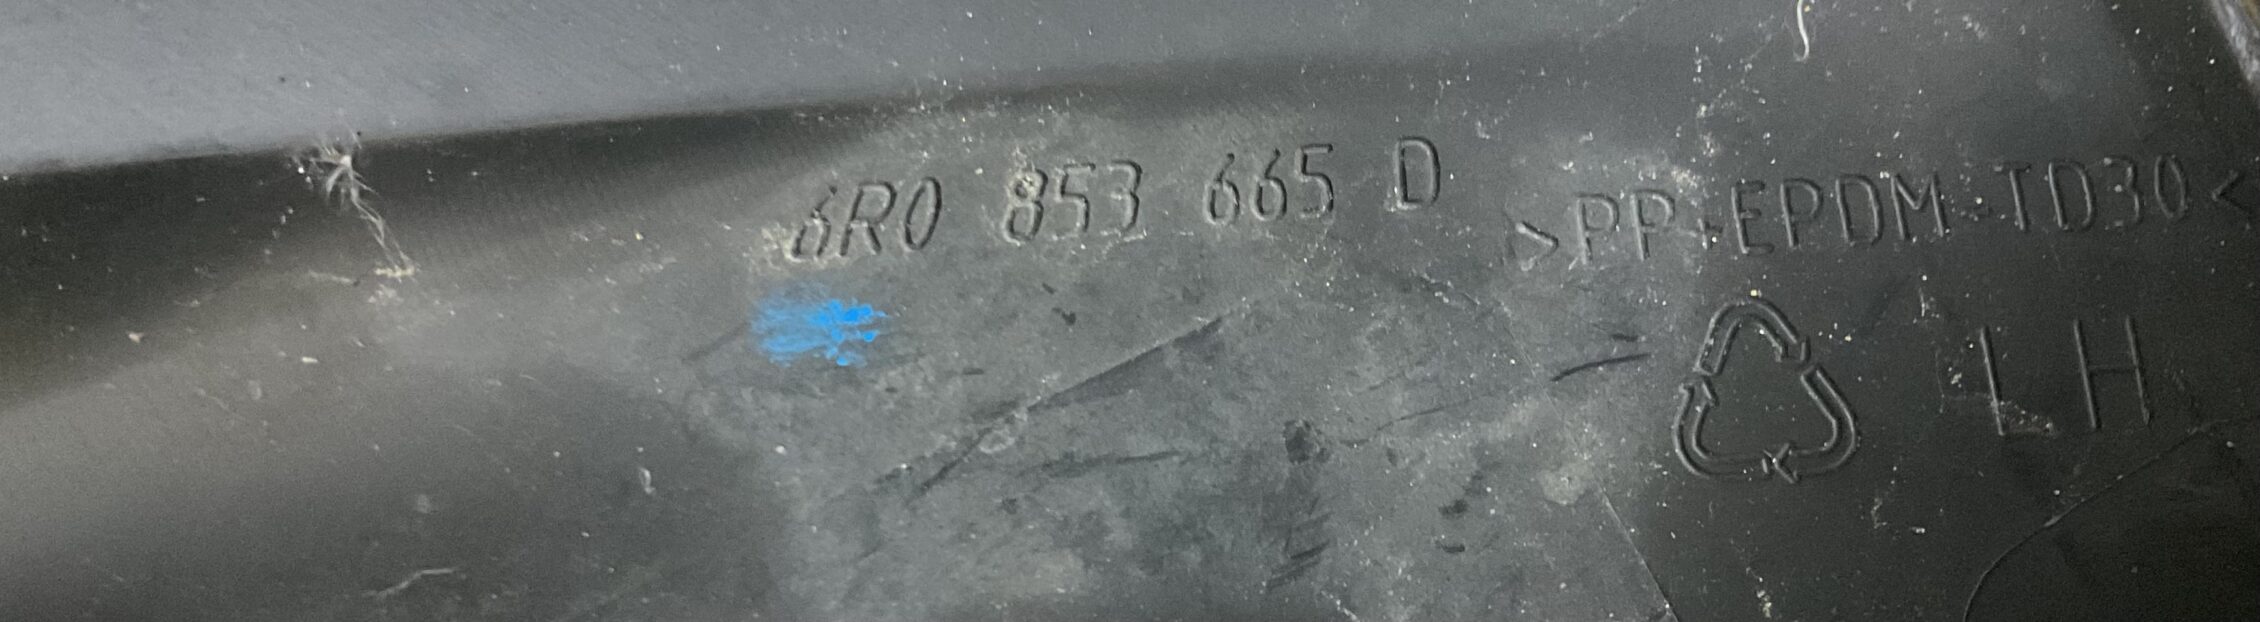 6R0 853 665 D >PP+EPDM-TD30<
LH